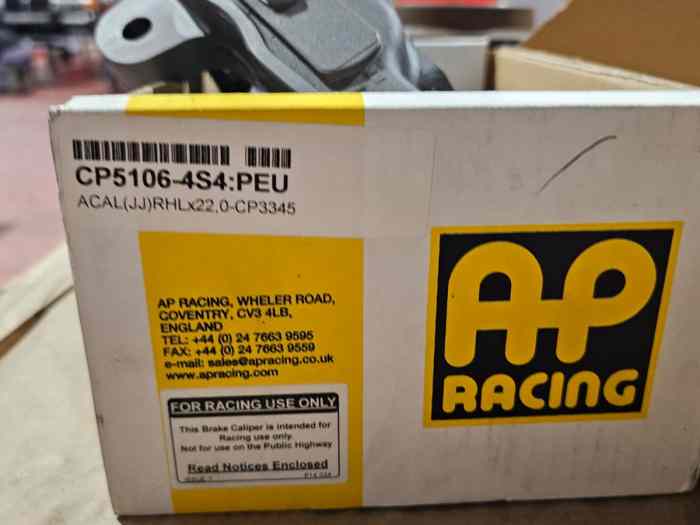 CP5106-4S4:PEU
ACAL(JJ)RHLx22.0-CP3345
AP RACING, WHELER ROAD,
COVENTRY, CV3 4LB,
ENGLAND
TEL: +44 (0) 24 7663 9595
FAX: +44 (0) 24 7663 9559
e-mail: sales@apracing.co.uk
www.apracing.com
FOR RACING USE ONLY
This Brake Caliper is intended for
Racing use only.
Not for use on the Public Highway
Read Notices Enclosed
ISSUE 1
AP
RACING